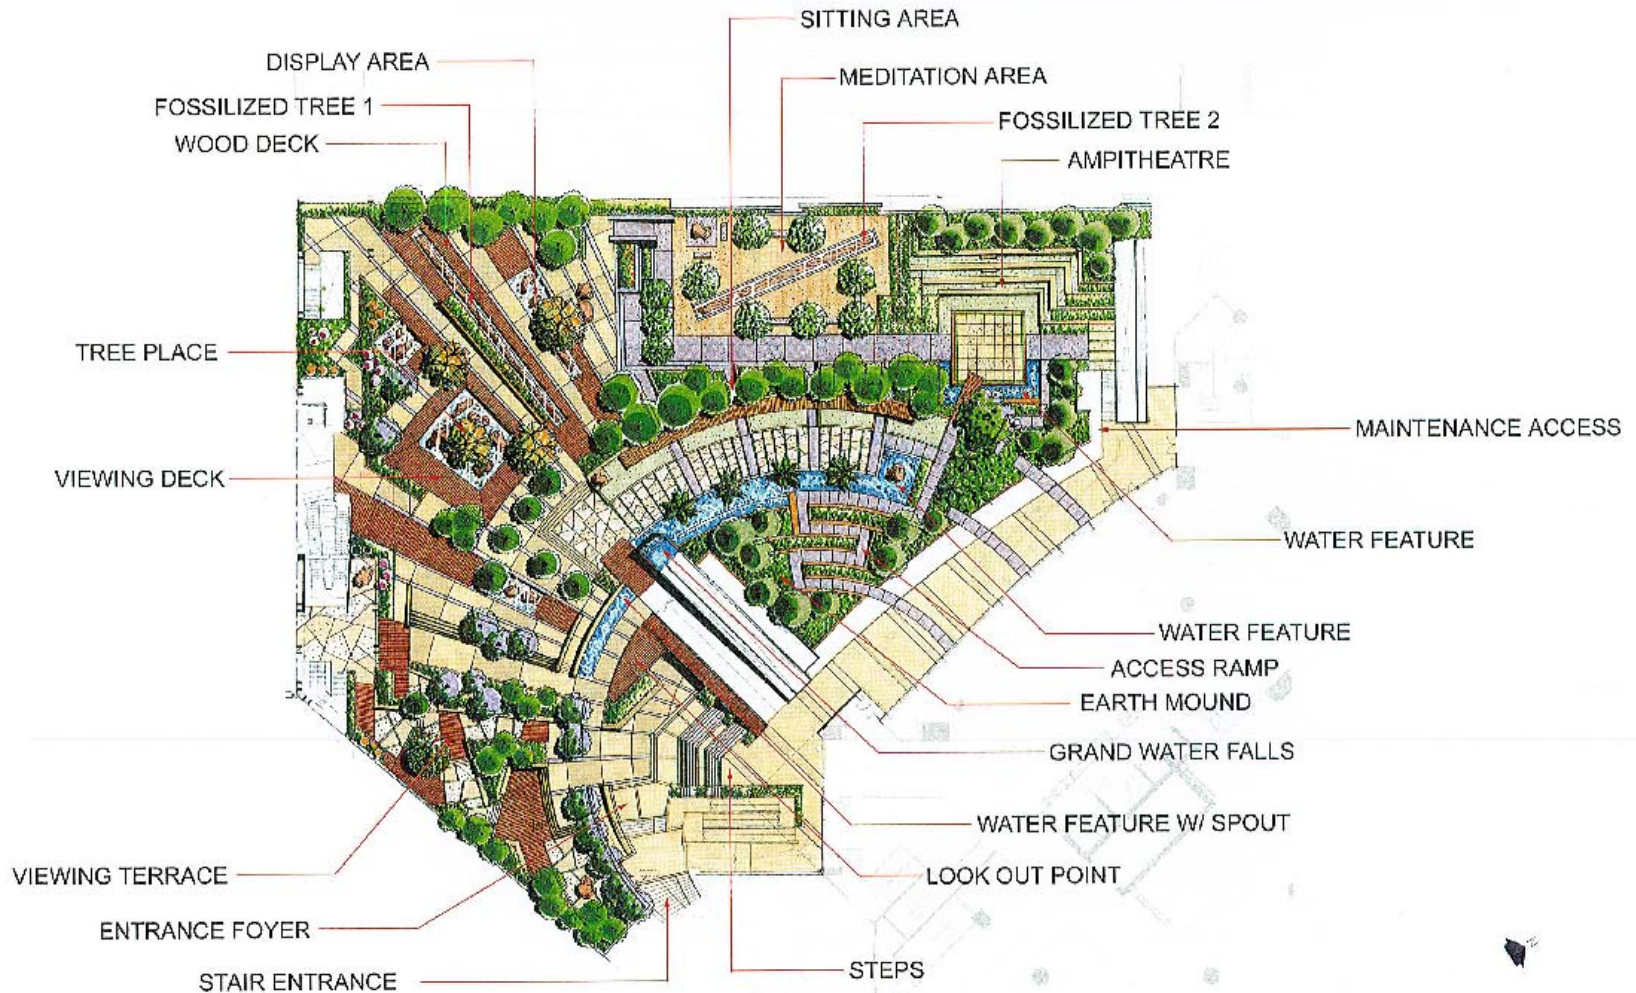 SITTING AREA
DISPLAY AREA
MEDITATION AREA
FOSSILIZED TREE 1
FOSSILIZED TREE 2
WOOD DECK
AMPITHEATRE
TREE PLACE
MAINTENANCE ACCESS
VIEWING DECK
WATER FEATURE
WATER FEATURE
ACCESS RAMP
EARTH MOUND
GRAND WATER FALLS
WATER FEATURE W/ SPOUT
VIEWING TERRACE
LOOK OUT POINT
ENTRANCE FOYER
STEPS
STAIR ENTRANCE